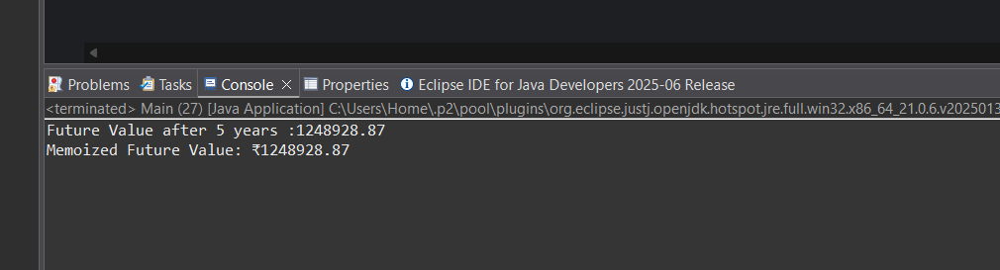 Problems Tasks Console Properties Eclipse IDE for Java Developers 2025-06 Release
<terminated> Main (27) [Java Application] C:\Users\Home\.p2\pool\plugins\org.eclipse.justj.openjdk.hotspot.jre.full.win32.x86_64_21.0.6.v2025013
Future Value after 5 years :1248928.87
Memoized Future Value: ₹1248928.87